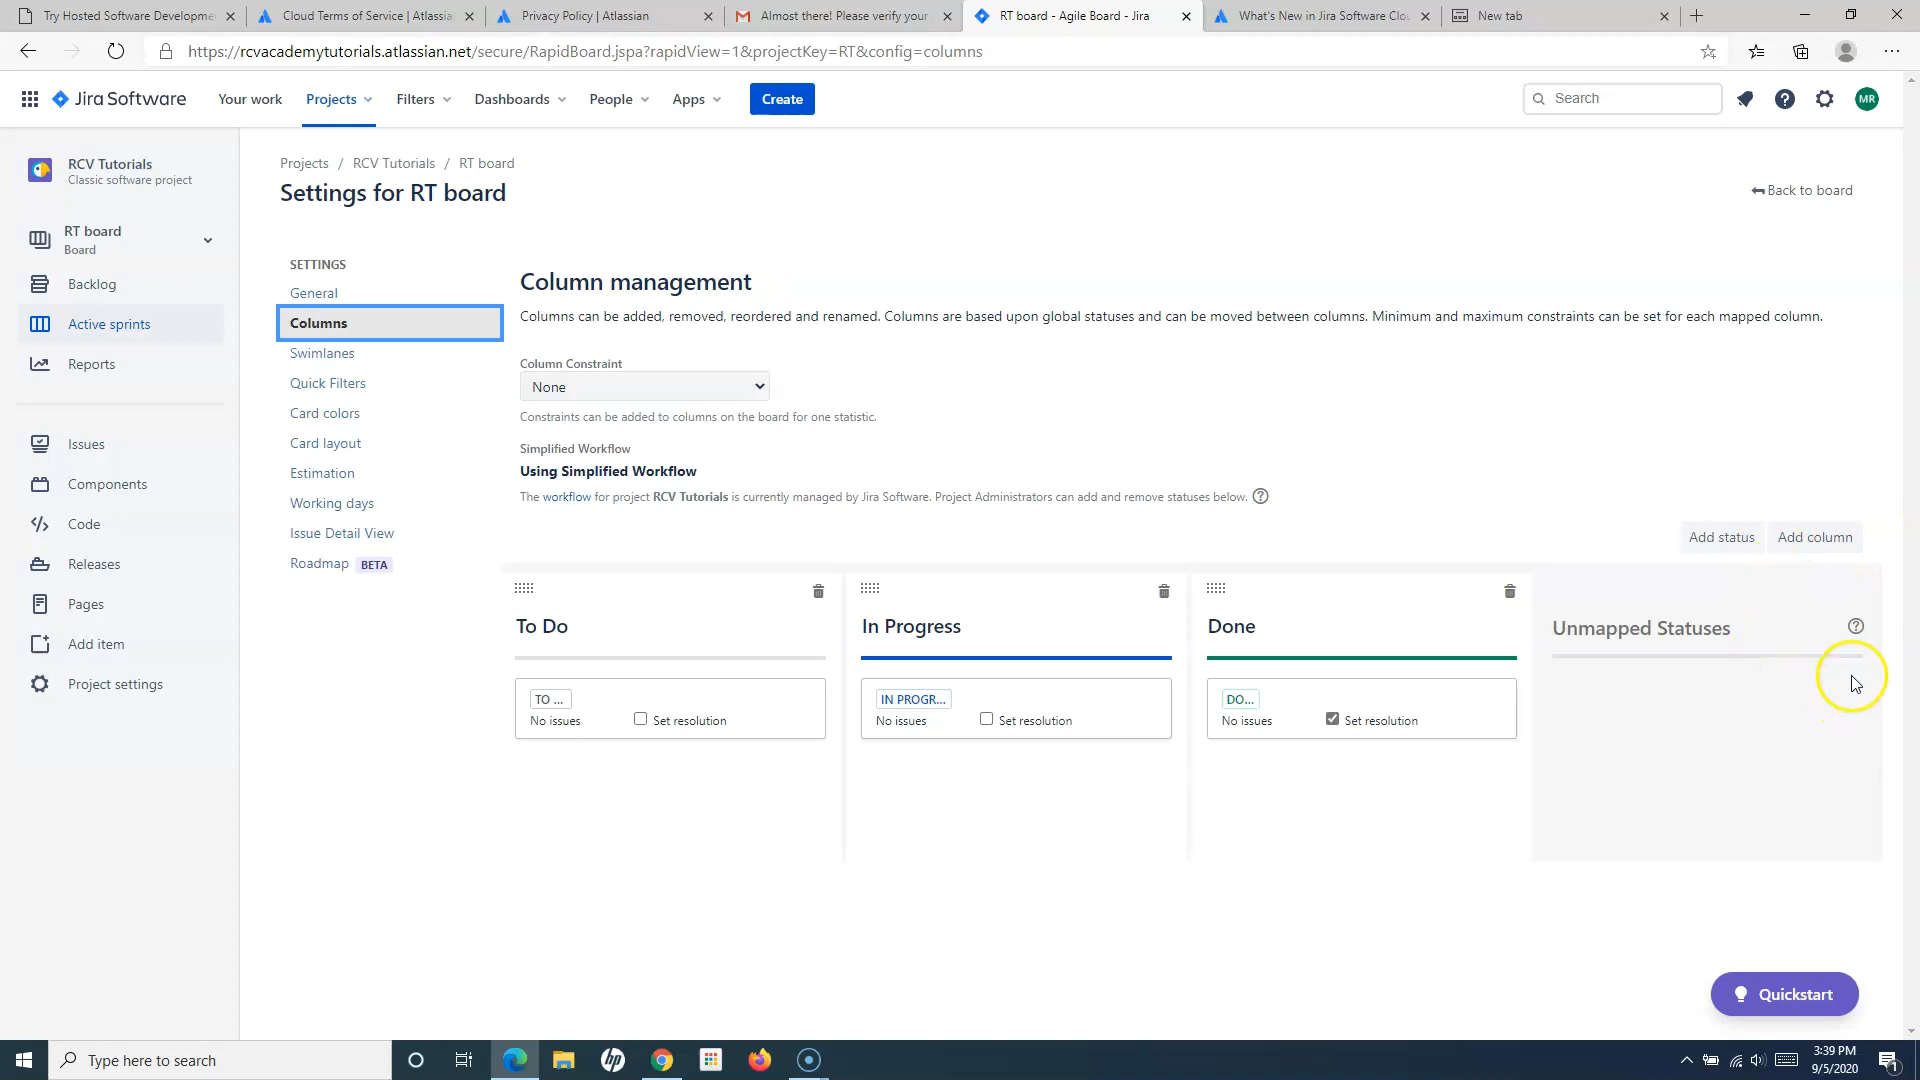 Try Hosted Software Developme
Cloud Terms of Service | Atlassia
Privacy Policy | Atlassian
Almost there! Please verify your
RT board - Agile Board - Jira
What's New in Jira Software Clou
New tab
https://rcvacademytutorials.atlassian.net/secure/RapidBoard.jspa?rapidView=1&projectKey=RT&config=columns
Jira Software
Your work
Projects
Filters
Dashboards
People
Apps
Create
Search
MR
RCV Tutorials
Classic software project
RT board
Board
Backlog
Active sprints
Reports
Issues
Components
Code
Releases
Pages
Add item
Project settings
Projects / RCV Tutorials / RT board
Settings for RT board
Back to board
SETTINGS
General
Columns
Swimlanes
Quick Filters
Card colors
Card layout
Estimation
Working days
Issue Detail View
Roadmap BETA
Column management
Columns can be added, removed, reordered and renamed. Columns are based upon global statuses and can be moved between columns. Minimum and maximum constraints can be set for each mapped column.
Column Constraint
None
Constraints can be added to columns on the board for one statistic.
Simplified Workflow
Using Simplified Workflow
The workflow for project RCV Tutorials is currently managed by Jira Software. Project Administrators can add and remove statuses below.
Add status
Add column
To Do
TO ...
No issues
Set resolution
In Progress
IN PROGR...
No issues
Set resolution
Done
DO...
No issues
Set resolution
Unmapped Statuses
Quickstart
Type here to search
hp
3:39 PM
9/5/2020
1